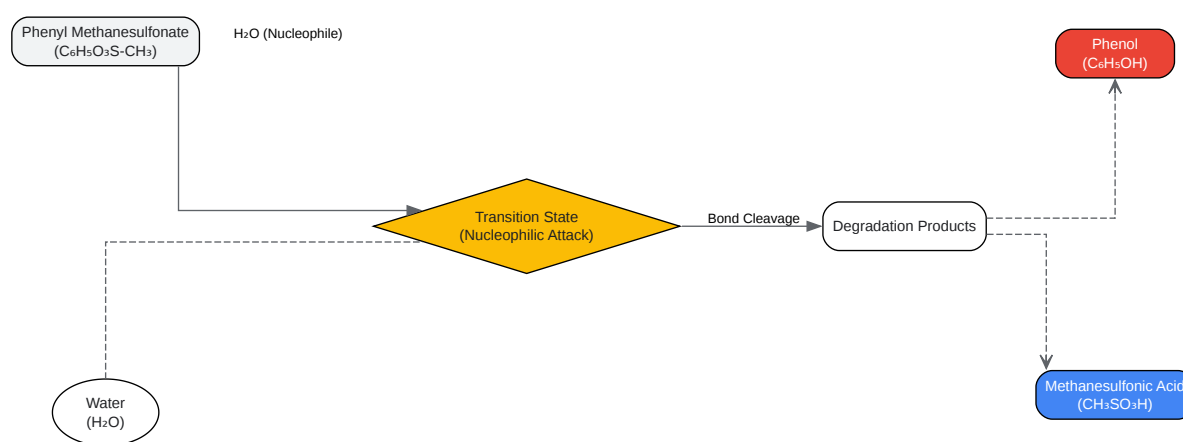 Phenyl Methanesulfonate
(C₆H₅O₃S-CH₃)
H₂O (Nucleophile)
Phenol
(C₆H₅OH)
Transition State
(Nucleophilic Attack)
Bond Cleavage
Degradation Products
Methanesulfonic Acid
(CH₃SO₃H)
Water
(H₂O)